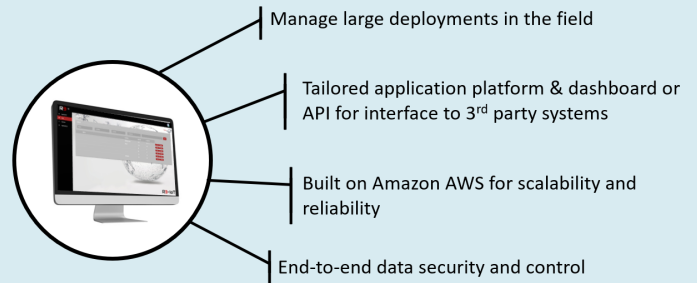 Manage large deployments in the field
Tailored application platform & dashboard or
API for interface to 3rd party systems
Built on Amazon AWS for scalability and
reliability
End-to-end data security and control